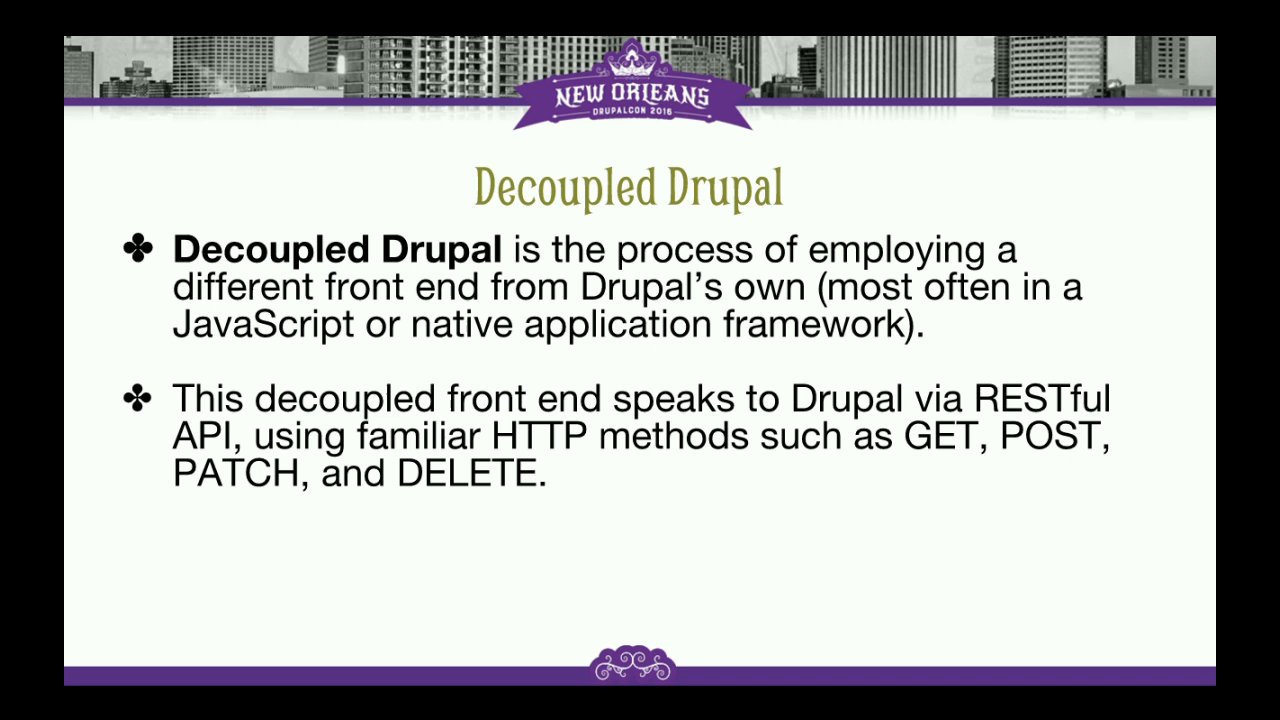 NEW ORLEANS
DRUPALCON 2016
Decoupled Drupal
✤ Decoupled Drupal is the process of employing a
different front end from Drupal’s own (most often in a
JavaScript or native application framework).
✤ This decoupled front end speaks to Drupal via RESTful
API, using familiar HTTP methods such as GET, POST,
PATCH, and DELETE.